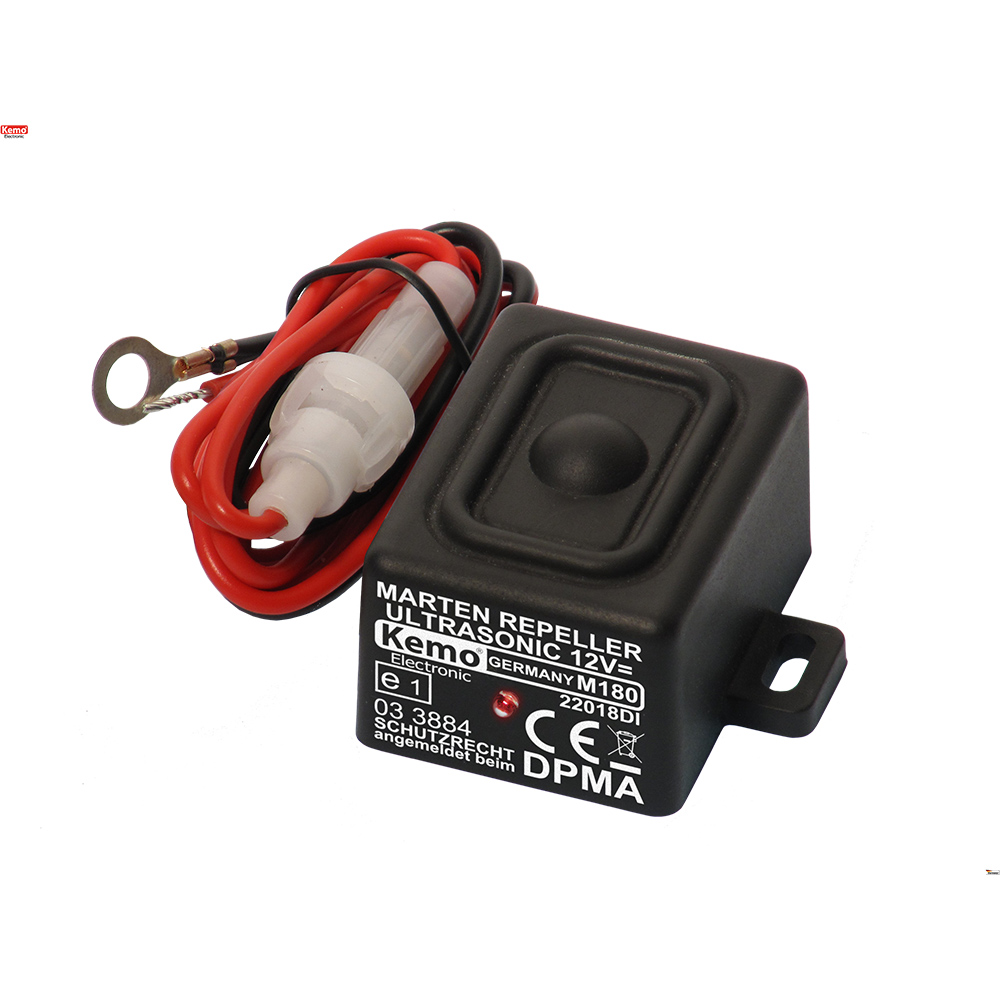 Kemo
Electronic
MARTEN REPELLER
ULTRASONIC 12V=
Kemo® GERMANY M180
Electronic
22018DI
e 1
03 3884
SCHUTZRECHT
angemeldet beim
CE
DPMA